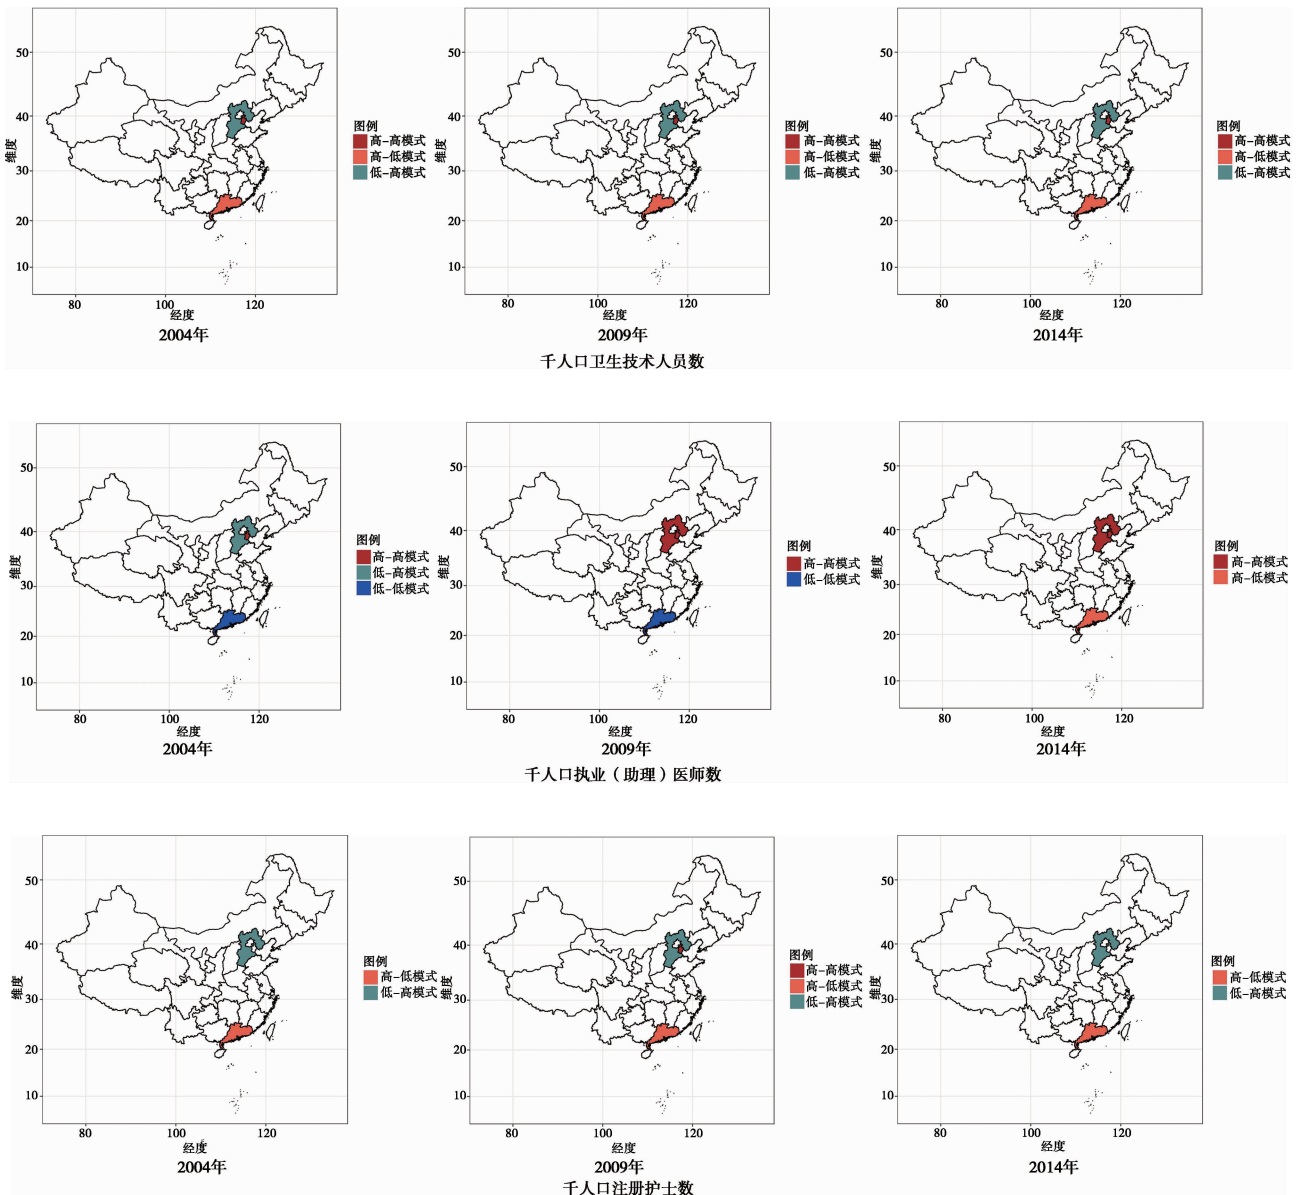 50
40
30
20
10
维度
80
100
120
经度
2004年
图例
高-高模式
高-低模式
低-高模式
50
40
30
20
10
维度
80
100
120
经度
2009年
图例
高-高模式
高-低模式
低-高模式
50
40
30
20
10
维度
80
100
120
经度
2014年
图例
高-高模式
高-低模式
低-高模式
千人口卫生技术人员数
50
40
30
20
10
维度
80
100
120
经度
2004年
图例
高-高模式
低-高模式
低-低模式
50
40
30
20
10
维度
80
100
120
经度
2009年
图例
高-高模式
低-低模式
50
40
30
20
10
维度
80
100
120
经度
2014年
图例
高-高模式
高-低模式
千人口执业（助理）医师数
50
40
30
20
10
维度
80
100
120
经度
2004年
图例
高-低模式
低-高模式
50
40
30
20
10
维度
80
100
120
经度
2009年
图例
高-高模式
高-低模式
低-高模式
50
40
30
20
10
维度
80
100
120
经度
2014年
图例
高-低模式
低-高模式
千人口注册护士数